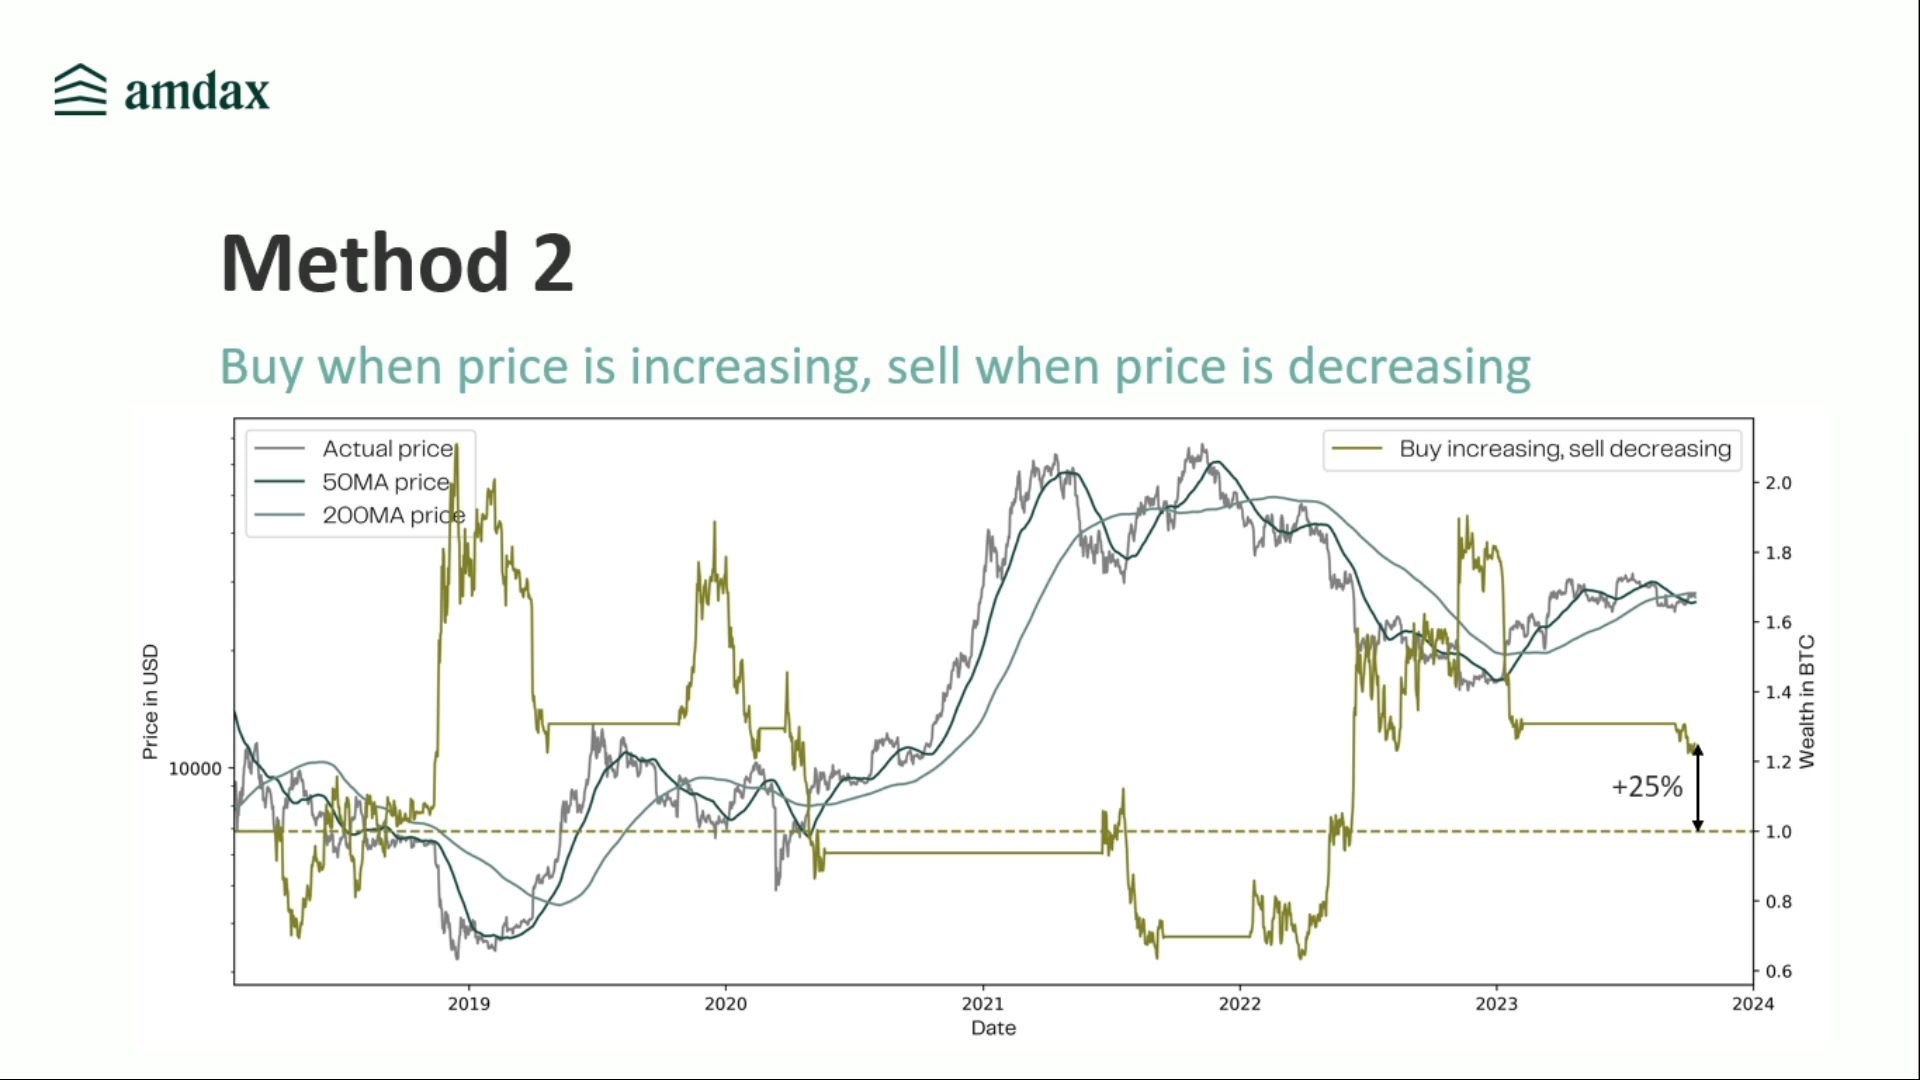 amdax
Method 2
Buy when price is increasing, sell when price is decreasing
Actual price
50MA price
200MA price
Buy increasing, sell decreasing
Price in USD
10000
2.0
1.8
1.6
1.4
1.2
1.0
0.8
0.6
Wealth in BTC
+25%
2019
2020
2021
2022
2023
2024
Date